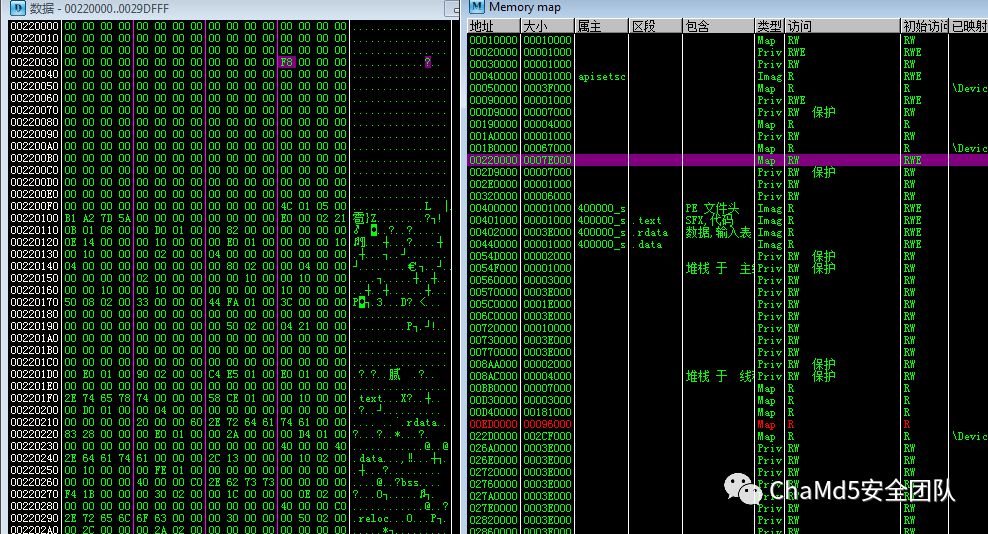 数据 - 00220000..0029DFFF
00220000 00 00 00 00 00 00 00 00 00 00 00 00 00 00 00 00 ................
00220010 00 00 00 00 00 00 00 00 00 00 00 00 00 00 00 00 ................
00220020 00 00 00 00 00 00 00 00 00 00 00 00 00 00 00 00 ................
00220030 00 00 00 00 00 00 00 00 00 00 00 00 F8 00 00 00 ............?...
00220040 00 00 00 00 00 00 00 00 00 00 00 00 00 00 00 00 ................
00220050 00 00 00 00 00 00 00 00 00 00 00 00 00 00 00 00 ................
00220060 00 00 00 00 00 00 00 00 00 00 00 00 00 00 00 00 ................
00220070 00 00 00 00 00 00 00 00 00 00 00 00 00 00 00 00 ................
00220080 00 00 00 00 00 00 00 00 00 00 00 00 00 00 00 00 ................
00220090 00 00 00 00 00 00 00 00 00 00 00 00 00 00 00 00 ................
002200A0 00 00 00 00 00 00 00 00 00 00 00 00 00 00 00 00 ................
002200B0 00 00 00 00 00 00 00 00 00 00 00 00 00 00 00 00 ................
002200C0 00 00 00 00 00 00 00 00 00 00 00 00 00 00 00 00 ................
002200D0 00 00 00 00 00 00 00 00 00 00 00 00 00 00 00 00 ................
002200E0 00 00 00 00 00 00 00 00 00 00 00 00 00 00 00 00 ................
002200F0 00 00 00 00 00 00 00 00 00 00 00 00 4C 01 05 00
00220100 B1 A2 7D 5A 00 00 00 00 00 00 00 00 E0 00 02 21
00220110 0B 01 08 00 00 D0 01 00 00 82 00 00 00 00 00 00
00220120 0E 14 00 00 00 10 00 00 00 E0 01 00 00 00 00 10
00220130 00 10 00 00 00 02 00 00 04 00 00 00 00 00 00 00
00220140 04 00 00 00 00 00 00 00 00 80 02 00 00 04 00 00
00220150 00 00 00 00 02 00 00 00 00 00 10 00 00 10 00 00
00220160 00 00 10 00 00 10 00 00 00 00 00 00 10 00 00 00
00220170 50 08 02 00 33 00 00 00 44 FA 01 00 3C 00 00 00
00220180 00 00 00 00 00 00 00 00 00 00 00 00 00 00 00 00
00220190 00 00 00 00 00 00 00 00 00 50 02 00 04 21 00 00
002201A0 00 00 00 00 00 00 00 00 00 00 00 00 00 00 00 00
002201B0 00 00 00 00 00 00 00 00 00 00 00 00 00 00 00 00
002201C0 00 00 00 00 00 00 00 00 00 00 00 00 00 00 00 00
002201D0 00 E0 01 00 90 02 00 00 C4 E5 01 00 E0 01 00 00
002201E0 00 00 00 00 00 00 00 00 00 00 00 00 00 00 00 00
002201F0 2E 74 65 78 74 00 00 00 58 CE 01 00 00 10 00 00
00220200 00 D0 01 00 00 04 00 00 00 00 00 00 00 00 00 00
00220210 00 00 00 00 20 00 00 60 2E 72 64 61 74 61 00 00
00220220 83 28 00 00 00 E0 01 00 00 2A 00 00 00 D4 01 00
00220230 00 00 00 00 00 00 00 00 00 00 00 00 40 00 00 40
00220240 2E 64 61 74 61 00 00 00 2C 13 00 00 00 10 02 00
00220250 00 10 00 00 00 FE 01 00 00 00 00 00 00 00 00 00
00220260 00 00 00 00 40 00 00 C0 2E 62 73 73 00 00 00 00
00220270 F4 1B 00 00 00 30 02 00 00 1C 00 00 00 0E 02 00
00220280 00 00 00 00 00 00 00 00 00 00 00 00 40 00 00 C0
00220290 2E 72 65 6C 6F 63 00 00
002202A0 00 2C 00 00 00 2A 02 00 00 00 00 00 00 00 00 00
Memory map
地址 大小 属主 区段 包含 类型 访问 初始访问 已映射
00010000 00010000 Map RW RW
00020000 00001000 Priv RWE RWE
00030000 00001000 Priv RW RW
00040000 00001000 apisetsc Imag R RWE
00050000 0003F000 Map R R \Devic
00090000 00001000 Priv RWE RWE
000D9000 00007000 Priv RW 保护 RW
00190000 00004000 Map R R
001A0000 00001000 Priv RW RW
001B0000 00067000 Map R R \Devic
00220000 0007E000 Map RW RWE
002D9000 00007000 Priv RW 保护 RW
002E0000 00001000 Priv RW RW
00320000 00006000 Priv RW RW
00400000 00001000 400000_s PE 文件头 Imag R RWE
00401000 00001000 400000_s .text SFX,代码 Imag R RWE
00402000 0003E000 400000_s .rdata 数据,输入表 Imag R RWE
00440000 00001000 400000_s .data Imag R RWE
0054D000 00002000 Priv RW 保护 RW
0054F000 00001000 堆栈 于 主 Priv RW 保护 RW
00560000 00003000 Priv RW RW
00570000 0003E000 Priv RW RW
005C0000 0001E000 Priv RW RW
006C0000 0003E000 Priv RW RW
00720000 00010000 Priv RW RW
00730000 0003E000 Priv RW RW
00770000 0003E000 Priv RW RW
008AA000 00002000 Priv RW 保护 RW
008AC000 00004000 堆栈 于 线 Priv RW 保护 RW
00BB0000 00007000 Priv RW RW
00D30000 00003000 Map R R
00D40000 00181000 Map R R
00ED0000 00096000 Map R R
022D0000 002CF000 Map R R \Devic
026A0000 0003E000 Priv RW RW
026E0000 0003E000 Priv RW RW
02720000 0003E000 Priv RW RW
02760000 0003E000 Priv RW
027A0000 0003E000 Priv RW
027E0000 0003E000 Priv RW RW
02820000 0003E000 Priv RW RW
02860000 0003E000 Priv RW RW
ChaMd5安全团队